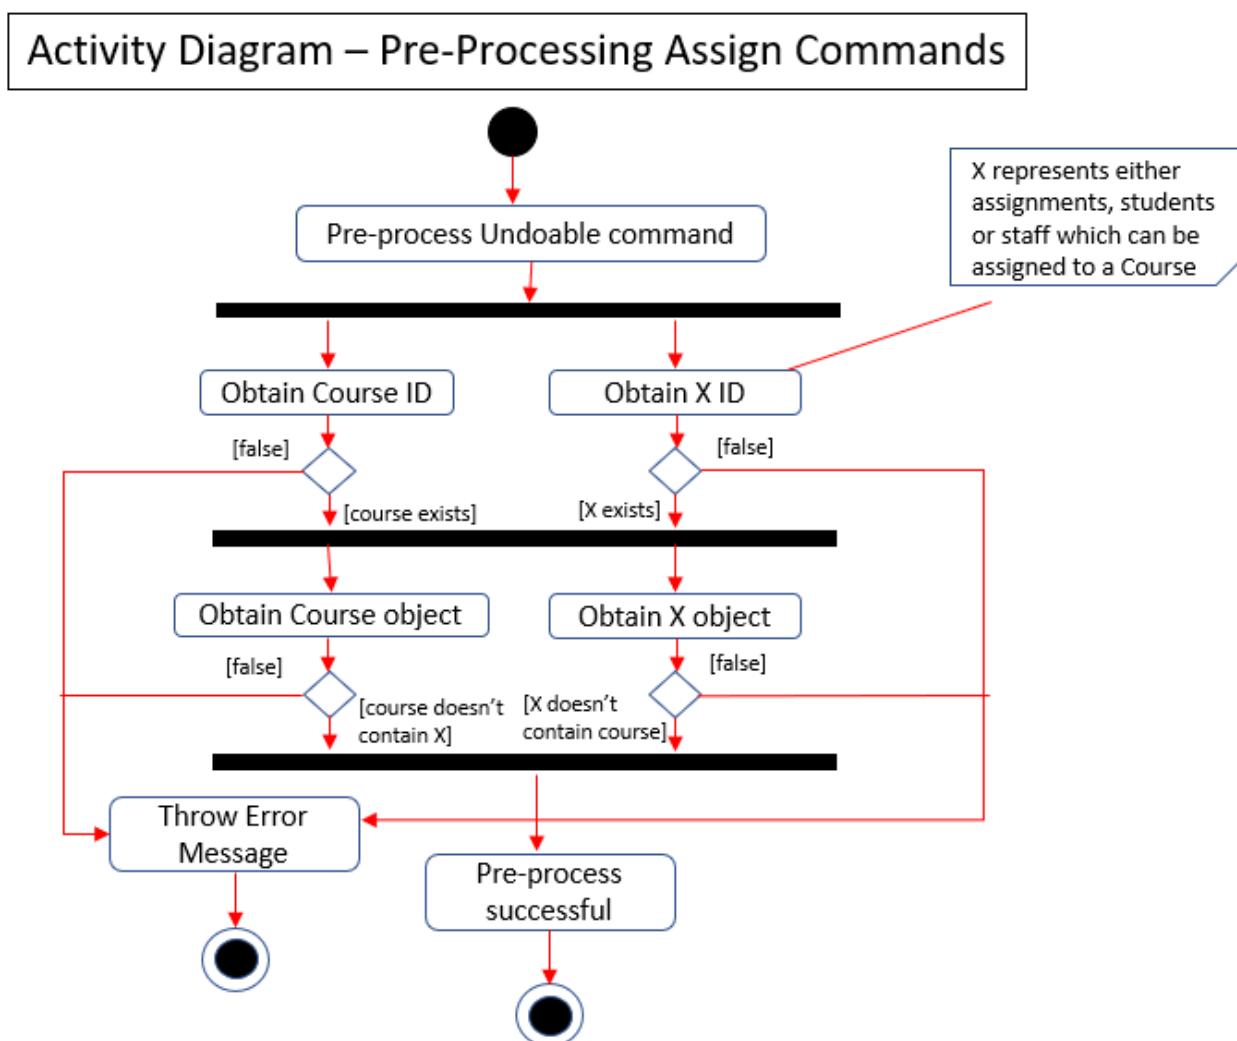 Activity Diagram – Pre-Processing Assign Commands
X represents either
assignments, students
or staff which can be
assigned to a Course
Pre-process Undoable command
Obtain Course ID
Obtain X ID
[false]
[false]
[course exists]
[X exists]
Obtain Course object
Obtain X object
[false]
[false]
[course doesn’t
contain X]
[X doesn’t
contain course]
Throw Error
Message
Pre-process
successful